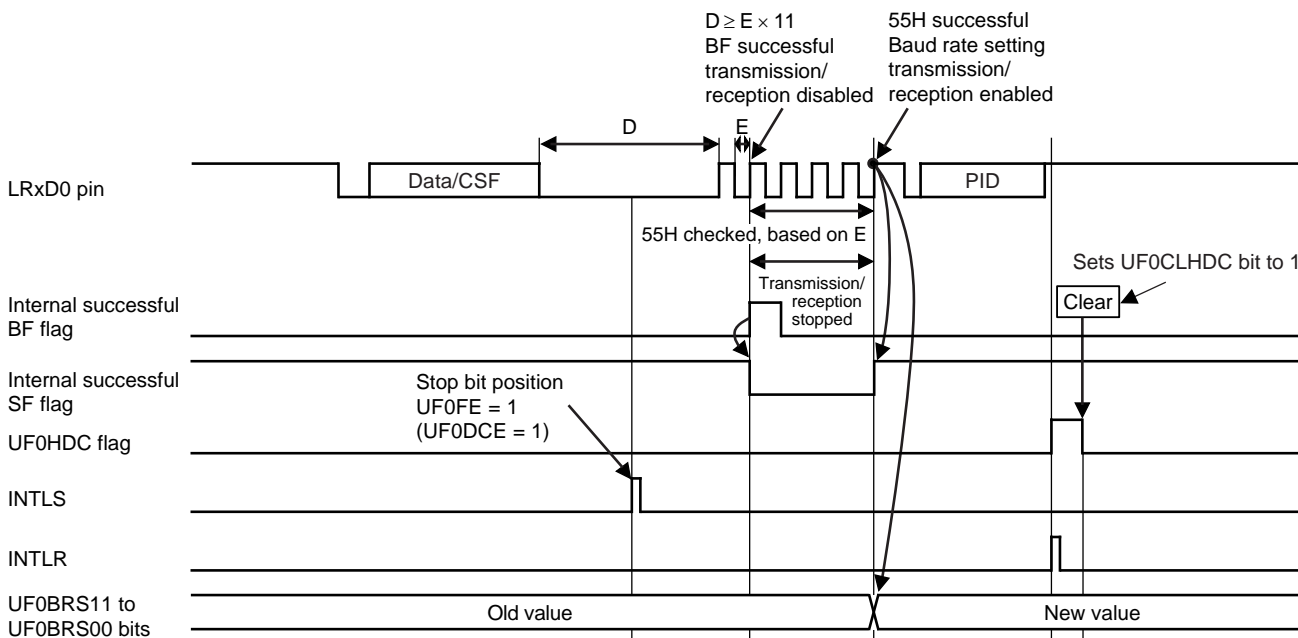 D ≥ E × 11
BF successful
transmission/
reception disabled
55H successful
Baud rate setting
transmission/
reception enabled
D
E
LRxD0 pin
Data/CSF
PID
55H checked, based on E
Sets UF0CLHDC bit to 1
Transmission/
reception
stopped
Clear
Internal successful
BF flag
Internal successful
SF flag
Stop bit position
UF0FE = 1
(UF0DCE = 1)
UF0HDC flag
INTLS
INTLR
UF0BRS11 to
UF0BRS00 bits
Old value
New value